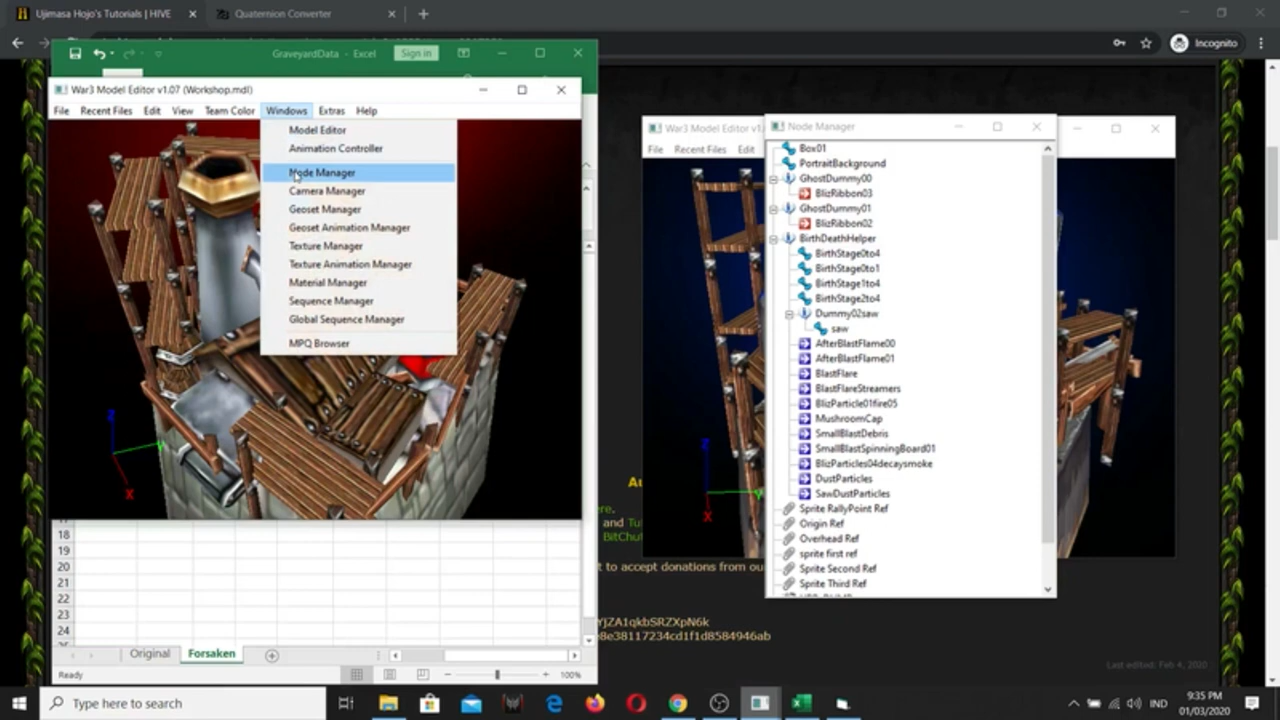 Ujimasa Hojo's Tutorials | HIVE
Quaternion Converter
Incognito
GraveyardData - Excel
Sign in
War3 Model Editor v1.07 (Workshop.mdl)
File Recent Files Edit View Team Color Windows Extras Help
Model Editor
Animation Controller
Node Manager
Camera Manager
Geoset Manager
Geoset Animation Manager
Texture Manager
Texture Animation Manager
Material Manager
Sequence Manager
Global Sequence Manager
MPQ Browser
Z
X
18
19
20
21
22
23
24
Original Forsaken
Ready
100%
War3 Model Editor v1.
File Recent Files Edit
Z
X
Node Manager
Box01
PortraitBackground
GhostDummy00
BlizRibbon03
GhostDummy01
BlizRibbon02
BirthDeathHelper
BirthStage0to4
BirthStage0to1
BirthStage1to4
BirthStage2to4
Dummy02saw
saw
AfterBlastFlame00
AfterBlastFlame01
BlastFlare
BlastFlareStreamers
BlizParticle01fire05
MushroomCap
SmallBlastDebris
SmallBlastSpinningBoard01
BlizParticles04decaysmoke
DustParticles
SawDustParticles
Sprite RallyPoint Ref
Origin Ref
Overhead Ref
sprite first ref
Sprite Second Ref
Sprite Third Ref
Au
ere.
and Tu
BitChut
t to accept donations from ou
YjZA1qkbSRZXpN6k
e8e38117234cd1f1d8584946ab
Last edited: Feb 4, 2020
Type here to search
IND
9:35 PM
01/03/2020